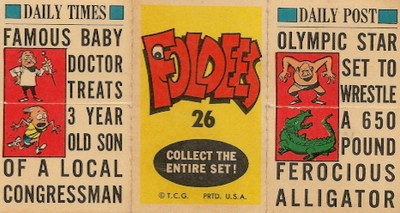 DAILY TIMES
FAMOUS BABY
DOCTOR
TREATS
3 YEAR
OLD SON
OF A LOCAL
CONGRESSMAN
FOLDEES
26
COLLECT THE
ENTIRE SET!
© T.C.G. PRTD. U.S.A.
DAILY POST
OLYMPIC STAR
SET TO
WRESTLE
A 650
POUND
FEROCIOUS
ALLIGATOR